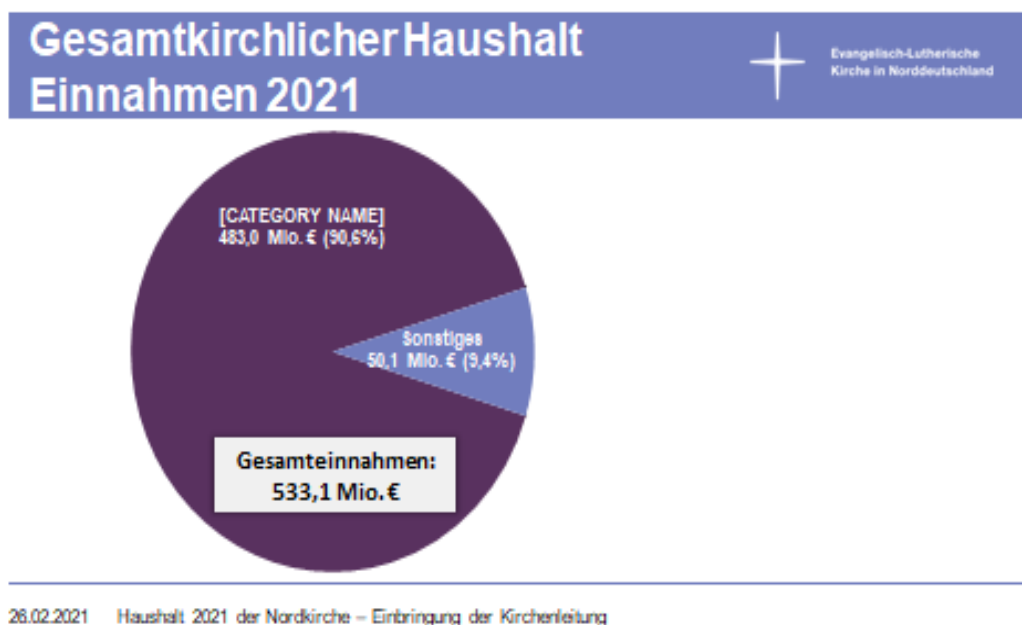 Gesamtkirchlicher Haushalt
Einnahmen 2021
Evangelisch-Lutherische
Kirche in Norddeutschland
[CATEGORY NAME]
483,0 Mio. € (90,6%)
Sonstiges
50,1 Mio. € (9,4%)
Gesamteinnahmen:
533,1 Mio. €
26.02.2021 Haushalt 2021 der Nordkirche – Einbringung der Kirchenleitung